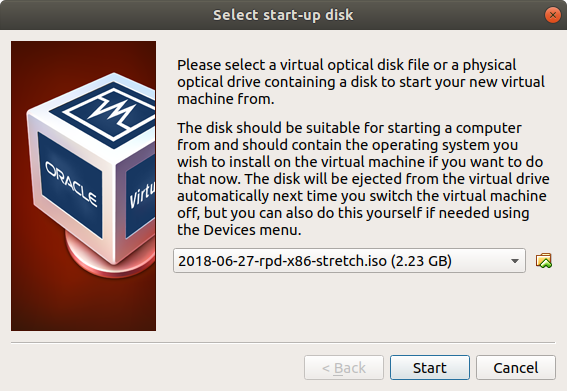 Select start-up disk
Please select a virtual optical disk file or a physical
optical drive containing a disk to start your new virtual
machine from.
The disk should be suitable for starting a computer
from and should contain the operating system you
wish to install on the virtual machine if you want to do
that now. The disk will be ejected from the virtual drive
automatically next time you switch the virtual machine
off, but you can also do this yourself if needed using
the Devices menu.
ORACLE
Virtu
2018-06-27-rpd-x86-stretch.iso (2.23 GB)
< Back
Start
Cancel